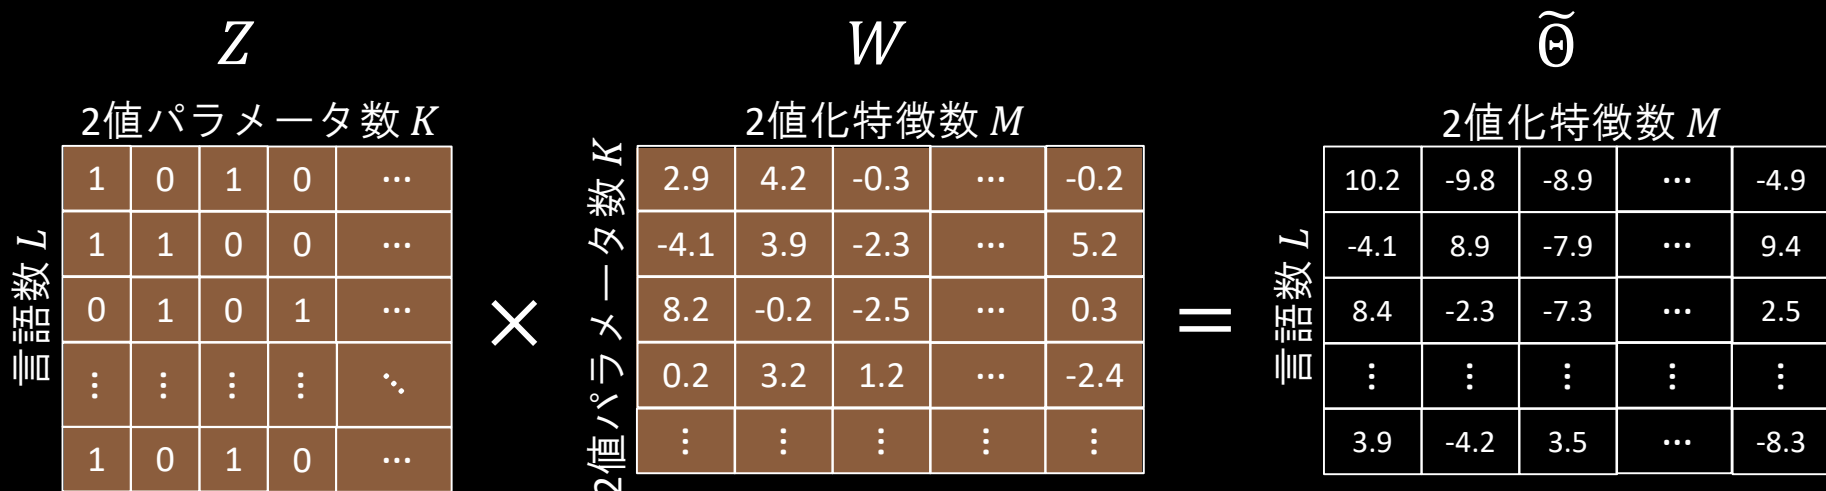 Z W Θ̃
2値パラメータ数 K 2値化特徴数 M 2値化特徴数 M
言語数 L
2値パラメータ数 K
言語数 L
1 0 1 0 ⋯
1 1 0 0 ⋯
0 1 0 1 ⋯
⋮ ⋮ ⋮ ⋮ ⋱
1 0 1 0 ⋯
×
2.9 4.2 -0.3 ⋯ -0.2
-4.1 3.9 -2.3 ⋯ 5.2
8.2 -0.2 -2.5 ⋯ 0.3
0.2 3.2 1.2 ⋯ -2.4
⋮ ⋮ ⋮ ⋮ ⋮
=
10.2 -9.8 -8.9 ⋯ -4.9
-4.1 8.9 -7.9 ⋯ 9.4
8.4 -2.3 -7.3 ⋯ 2.5
⋮ ⋮ ⋮ ⋮ ⋮
3.9 -4.2 3.5 ⋯ -8.3